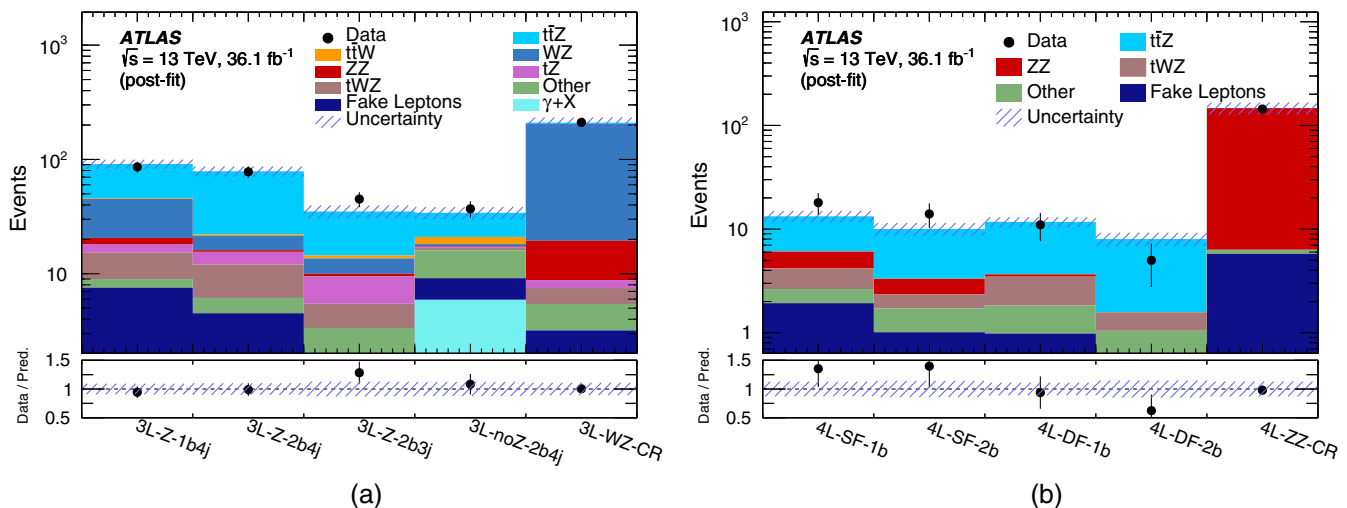 ATLAS
√s = 13 TeV, 36.1 fb⁻¹
(post-fit)
Data
tt̄Z
tt̄W
WZ
ZZ
tZ
tWZ
Other
Fake Leptons
γ+X
Uncertainty
Events
10³
10²
10
Data / Pred.
1.5
1
0.5
3L-Z-1b4j
3L-Z-2b4j
3L-Z-2b3j
3L-noZ-2b4j
3L-WZ-CR
(a)
ATLAS
√s = 13 TeV, 36.1 fb⁻¹
(post-fit)
Data
tt̄Z
ZZ
tWZ
Other
Fake Leptons
Uncertainty
Events
10³
10²
10
1
Data / Pred.
1.5
1
0.5
4L-SF-1b
4L-SF-2b
4L-DF-1b
4L-DF-2b
4L-ZZ-CR
(b)